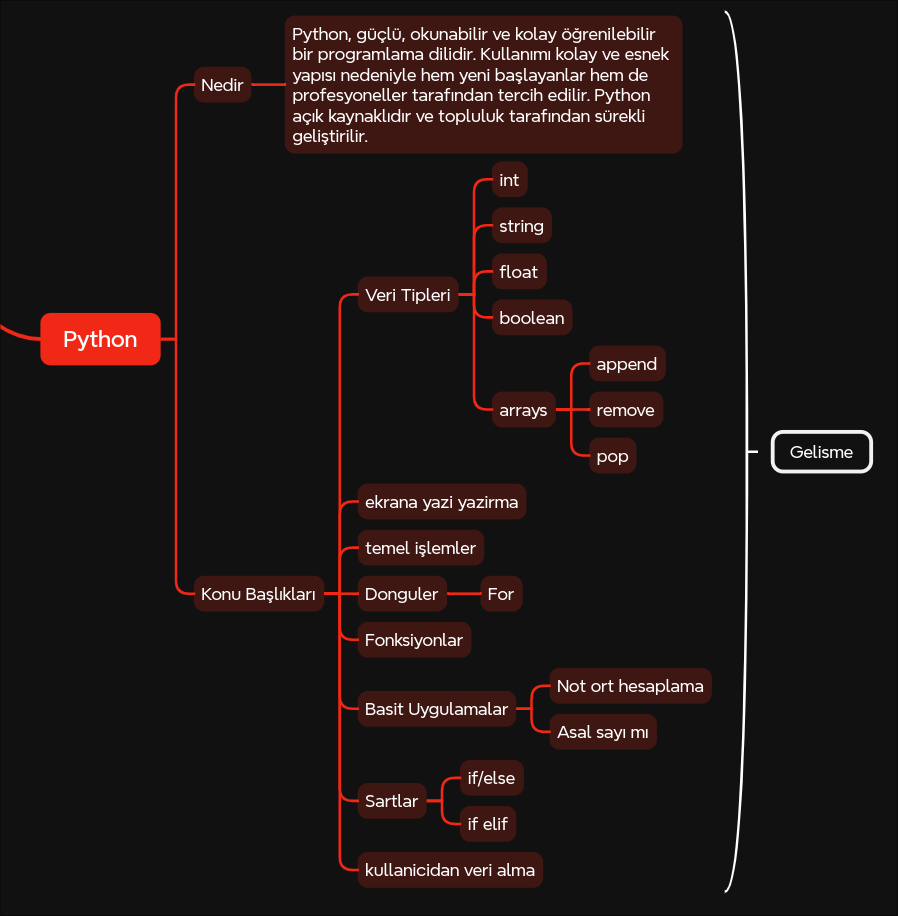 Python, güçlü, okunabilir ve kolay öğrenilebilir
bir programlama dilidir. Kullanımı kolay ve esnek
yapısı nedeniyle hem yeni başlayanlar hem de
profesyoneller tarafından tercih edilir. Python
açık kaynaklıdır ve topluluk tarafından sürekli
geliştirilir.
Nedir
int
string
float
Veri Tipleri
boolean
Python
append
arrays
remove
pop
Gelisme
ekrana yazi yazirma
temel işlemler
Konu Başlıkları
Donguler
For
Fonksiyonlar
Not ort hesaplama
Basit Uygulamalar
Asal sayı mı
if/else
Sartlar
if elif
kullanicidan veri alma